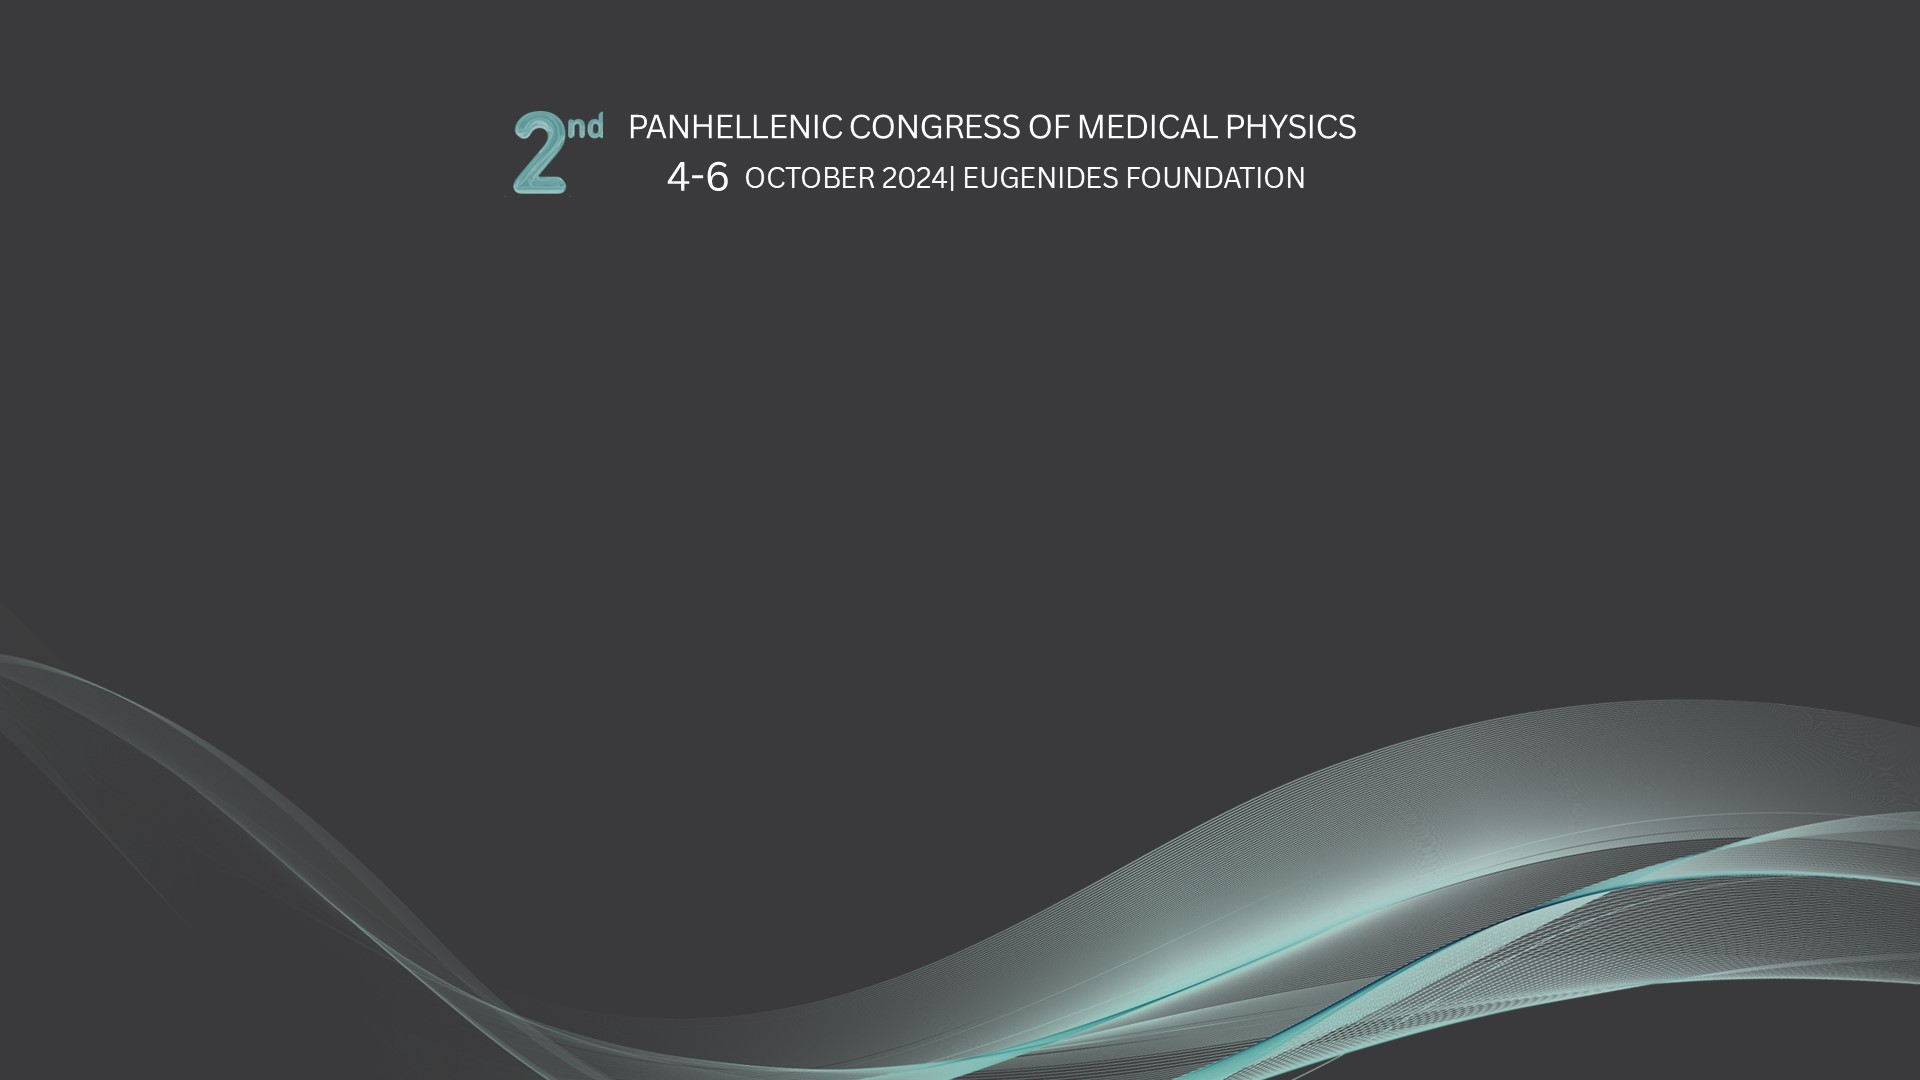 2nd PANHELLENIC CONGRESS OF MEDICAL PHYSICS
4-6 OCTOBER 2024| EUGENIDES FOUNDATION